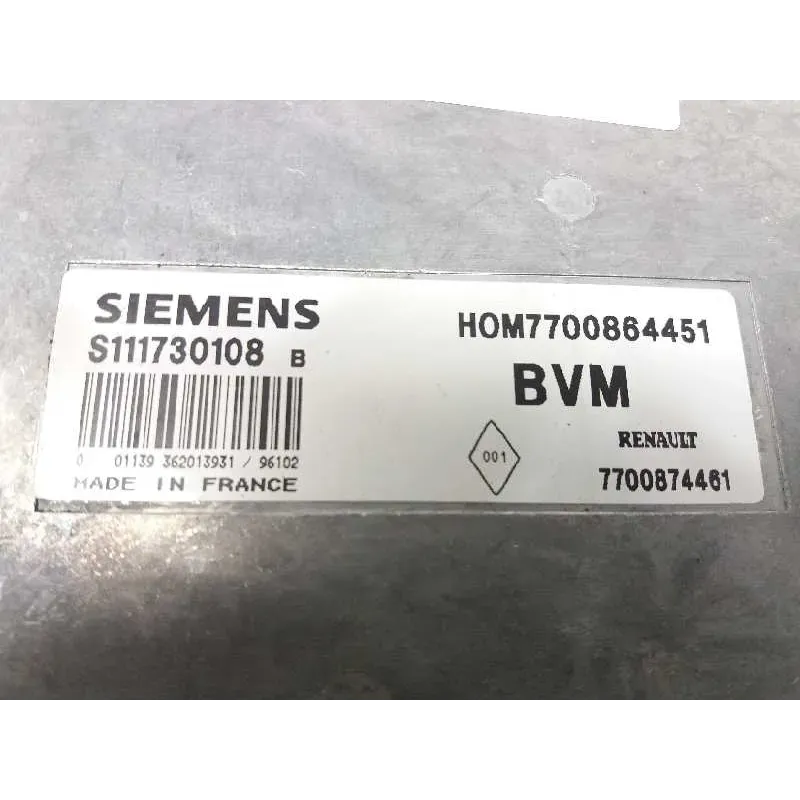 SIEMENS
S111730108 B
0 01139 362013931 / 96102
MADE IN FRANCE
HOM7700864451
BVM
001
RENAULT
7700874461